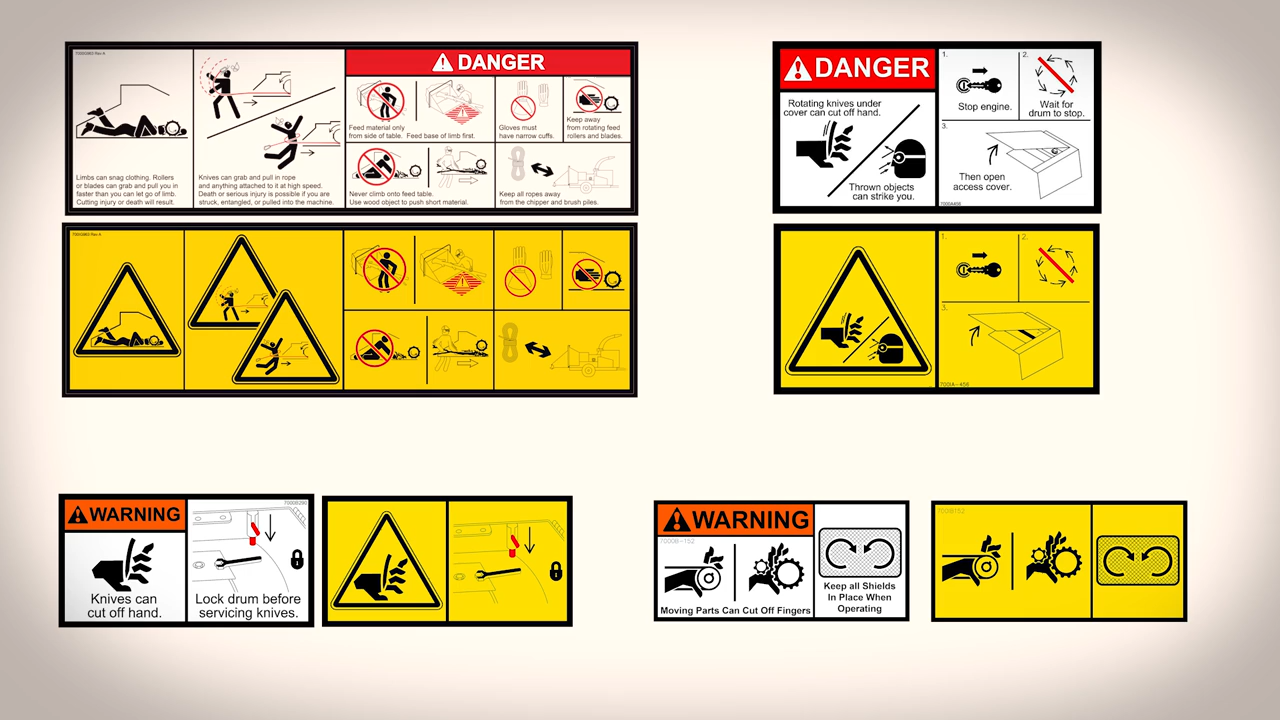 7000S983 Rev A
DANGER
Limbs can snag clothing. Rollers
or blades can grab and pull you in
faster than you can let go of limb.
Cutting injury or death will result.
Knives can grab and pull in rope
and anything attached to it at high speed.
Death or serious injury is possible if you are
struck, entangled, or pulled into the machine.
Feed material only
from side of table.
Feed base of limb first.
Gloves must
have narrow cuffs.
Keep away
from rotating feed
rollers and blades.
Never climb onto feed table.
Use wood object to push short material.
Keep all ropes away
from the chipper and brush piles.
DANGER
Rotating knives under
cover can cut off hand.
Thrown objects
can strike you.
1.
Stop engine.
2.
Wait for
drum to stop.
3.
Then open
access cover.
7000A456
1.
2.
3.
700IA-456
WARNING
Knives can
cut off hand.
7000B290
Lock drum before
servicing knives.
WARNING
7000B-152
Moving Parts Can Cut Off Fingers
Keep all Shields
In Place When
Operating
700IB152